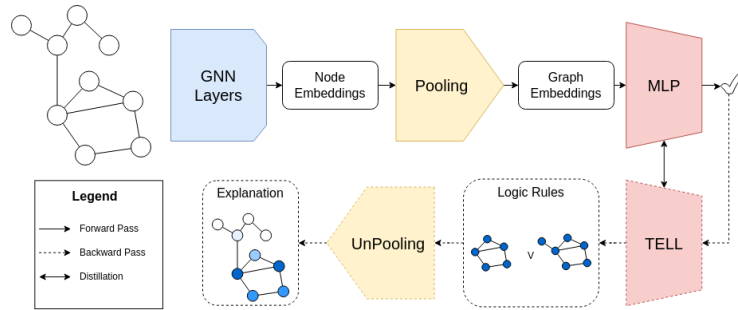 GNN
Layers
Node
Embeddings
Pooling
Graph
Embeddings
MLP
Legend
Forward Pass
Backward Pass
Distillation
Explanation
UnPooling
Logic Rules
V
TELL